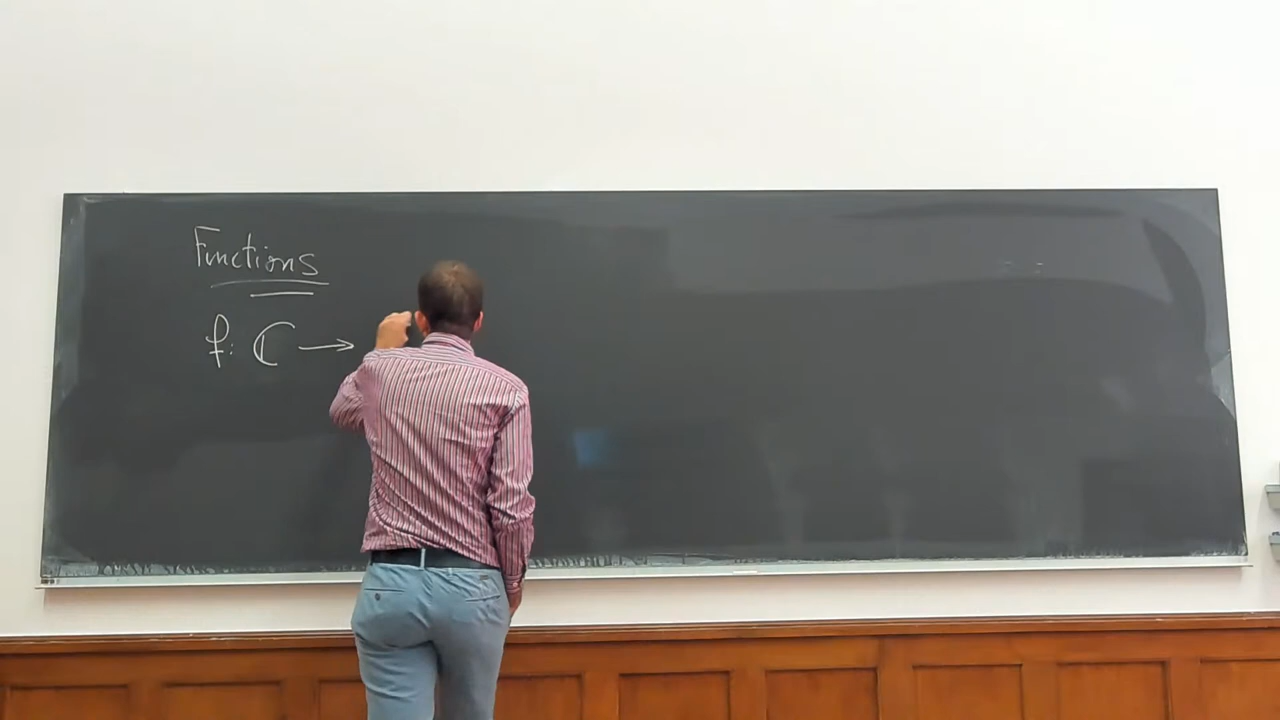 Functions
f: ℂ →